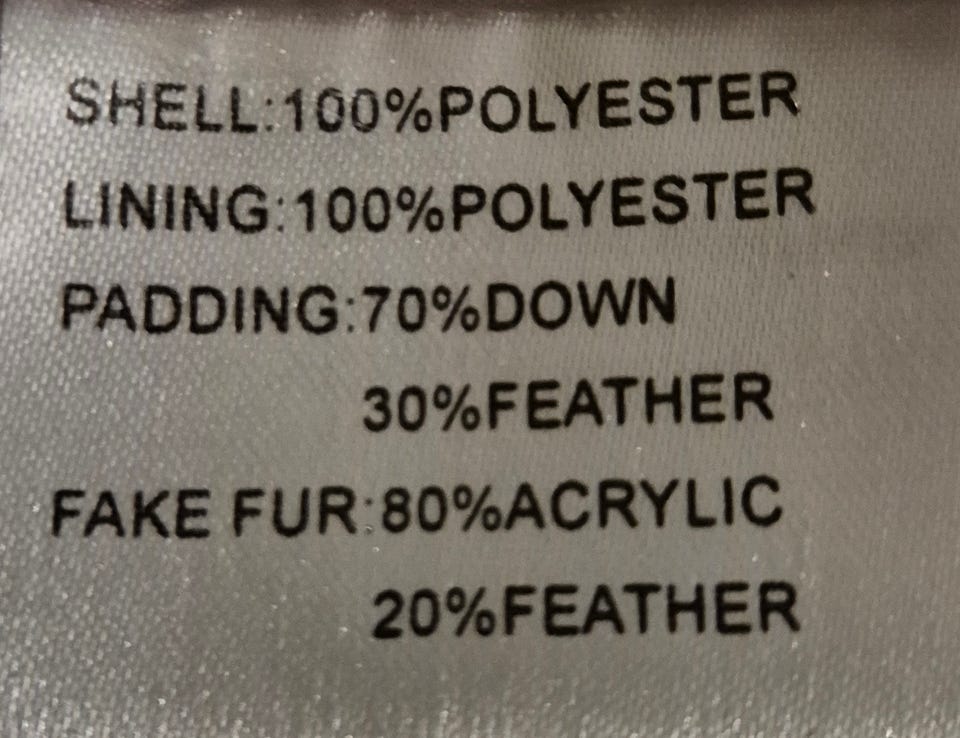 SHELL:100%POLYESTER
LINING:100%POLYESTER
PADDING:70%DOWN
30%FEATHER
FAKE FUR:80%ACRYLIC
20%FEATHER